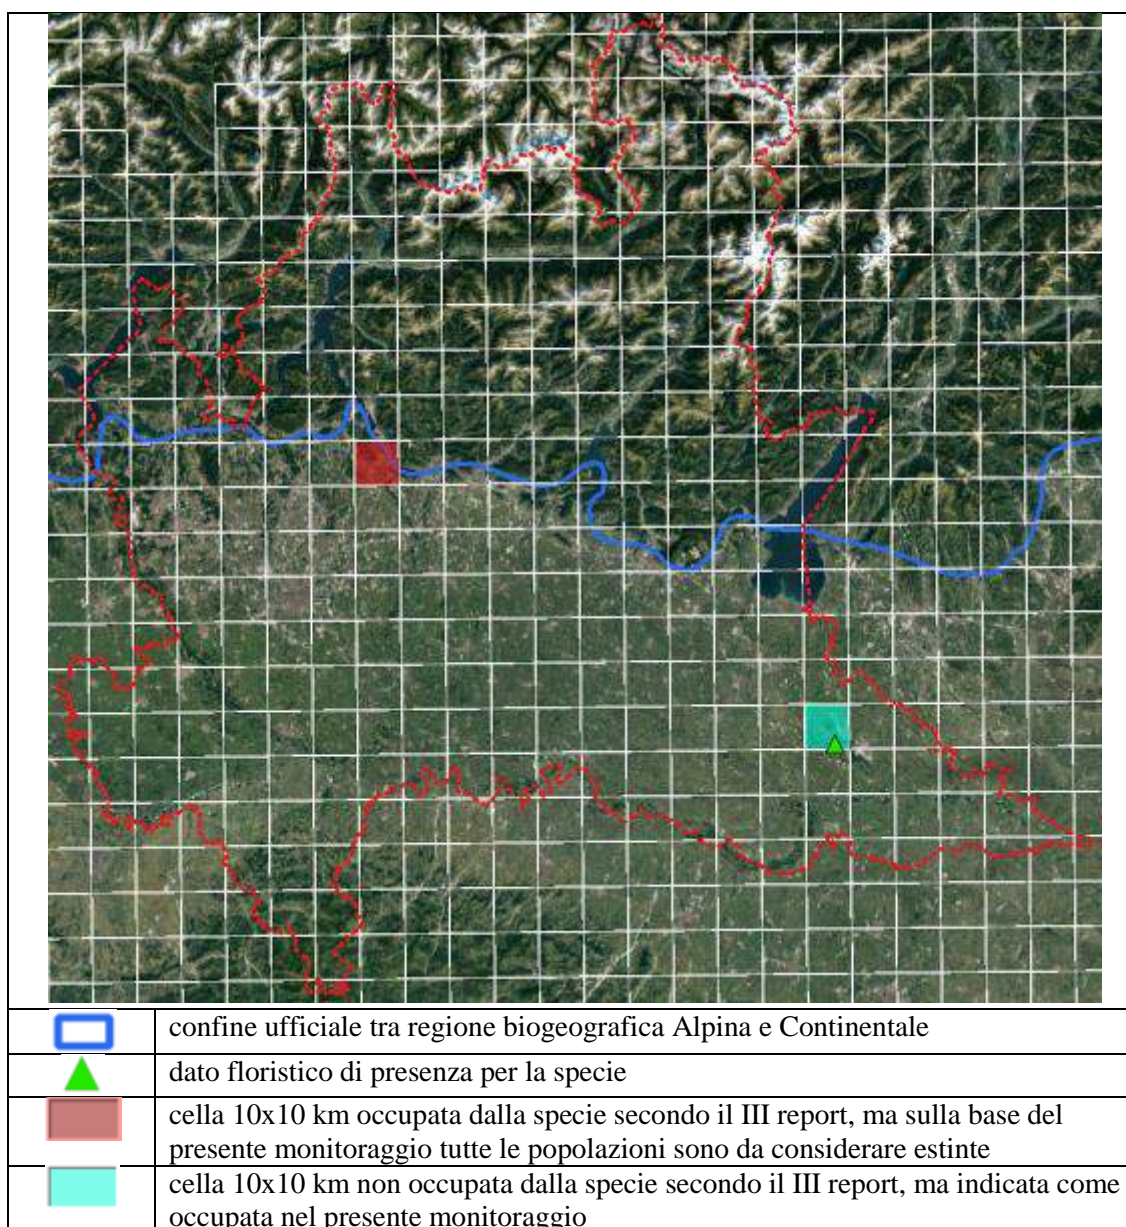 confine ufficiale tra regione biogeografica Alpina e Continentale
dato floristico di presenza per la specie
cella 10x10 km occupata dalla specie secondo il III report, ma sulla base del
presente monitoraggio tutte le popolazioni sono da considerare estinte
cella 10x10 km non occupata dalla specie secondo il III report, ma indicata come
occupata nel presente monitoraggio